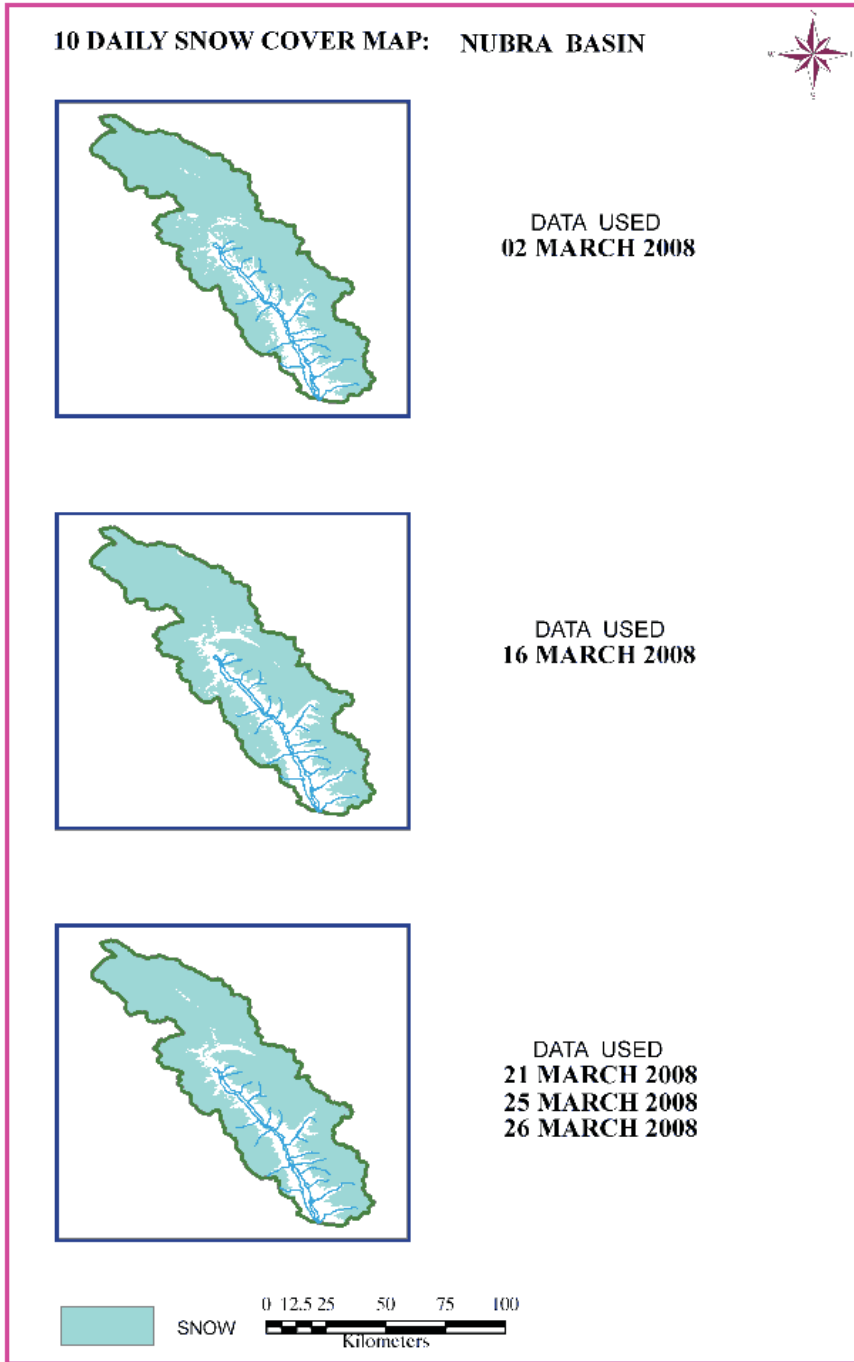 10 DAILY SNOW COVER MAP: NUBRA BASIN
N
W
S
DATA USED
02 MARCH 2008
DATA USED
16 MARCH 2008
DATA USED
21 MARCH 2008
25 MARCH 2008
26 MARCH 2008
0 12.5 25 50 75 100
SNOW
Kilometers